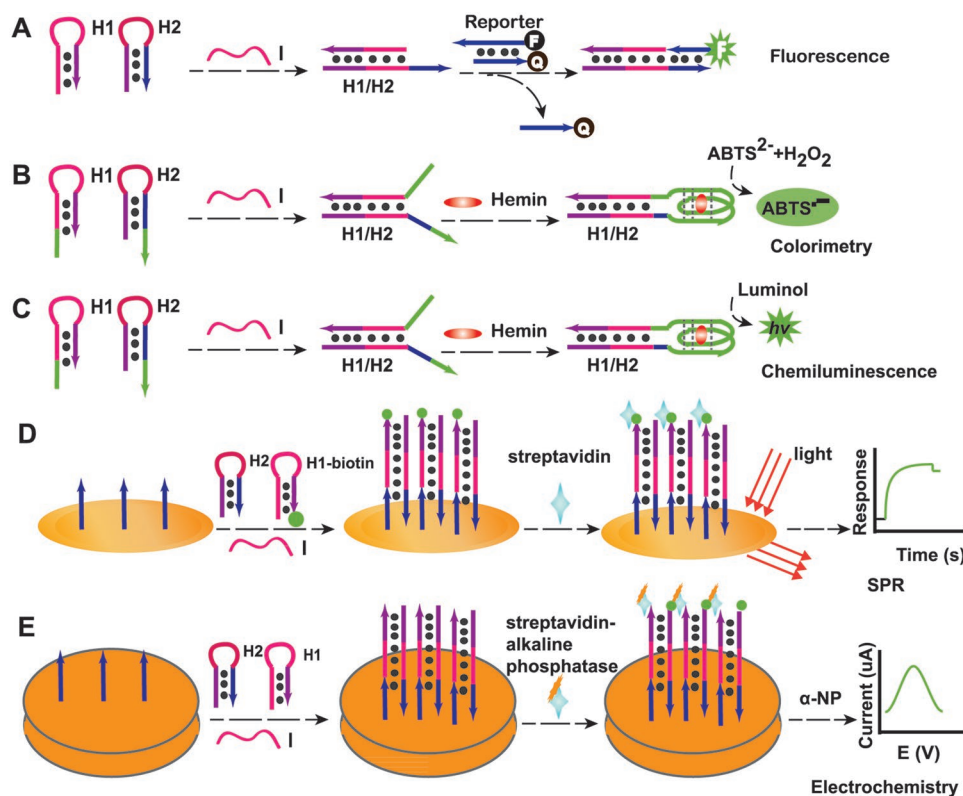 A
H1
H2
I
H1/H2
Reporter
F
Q
Q
F
Fluorescence
B
H1
H2
I
H1/H2
Hemin
H1/H2
ABTS2-+H2O2
ABTS▪━
Colorimetry
C
H1
H2
I
H1/H2
Hemin
H1/H2
Luminol
hv
Chemiluminescence
D
H2
H1-biotin
I
streptavidin
light
Response
Time (s)
SPR
E
H2
H1
I
streptavidin-
alkaline
phosphatase
α-NP
Current (uA)
E (V)
Electrochemistry